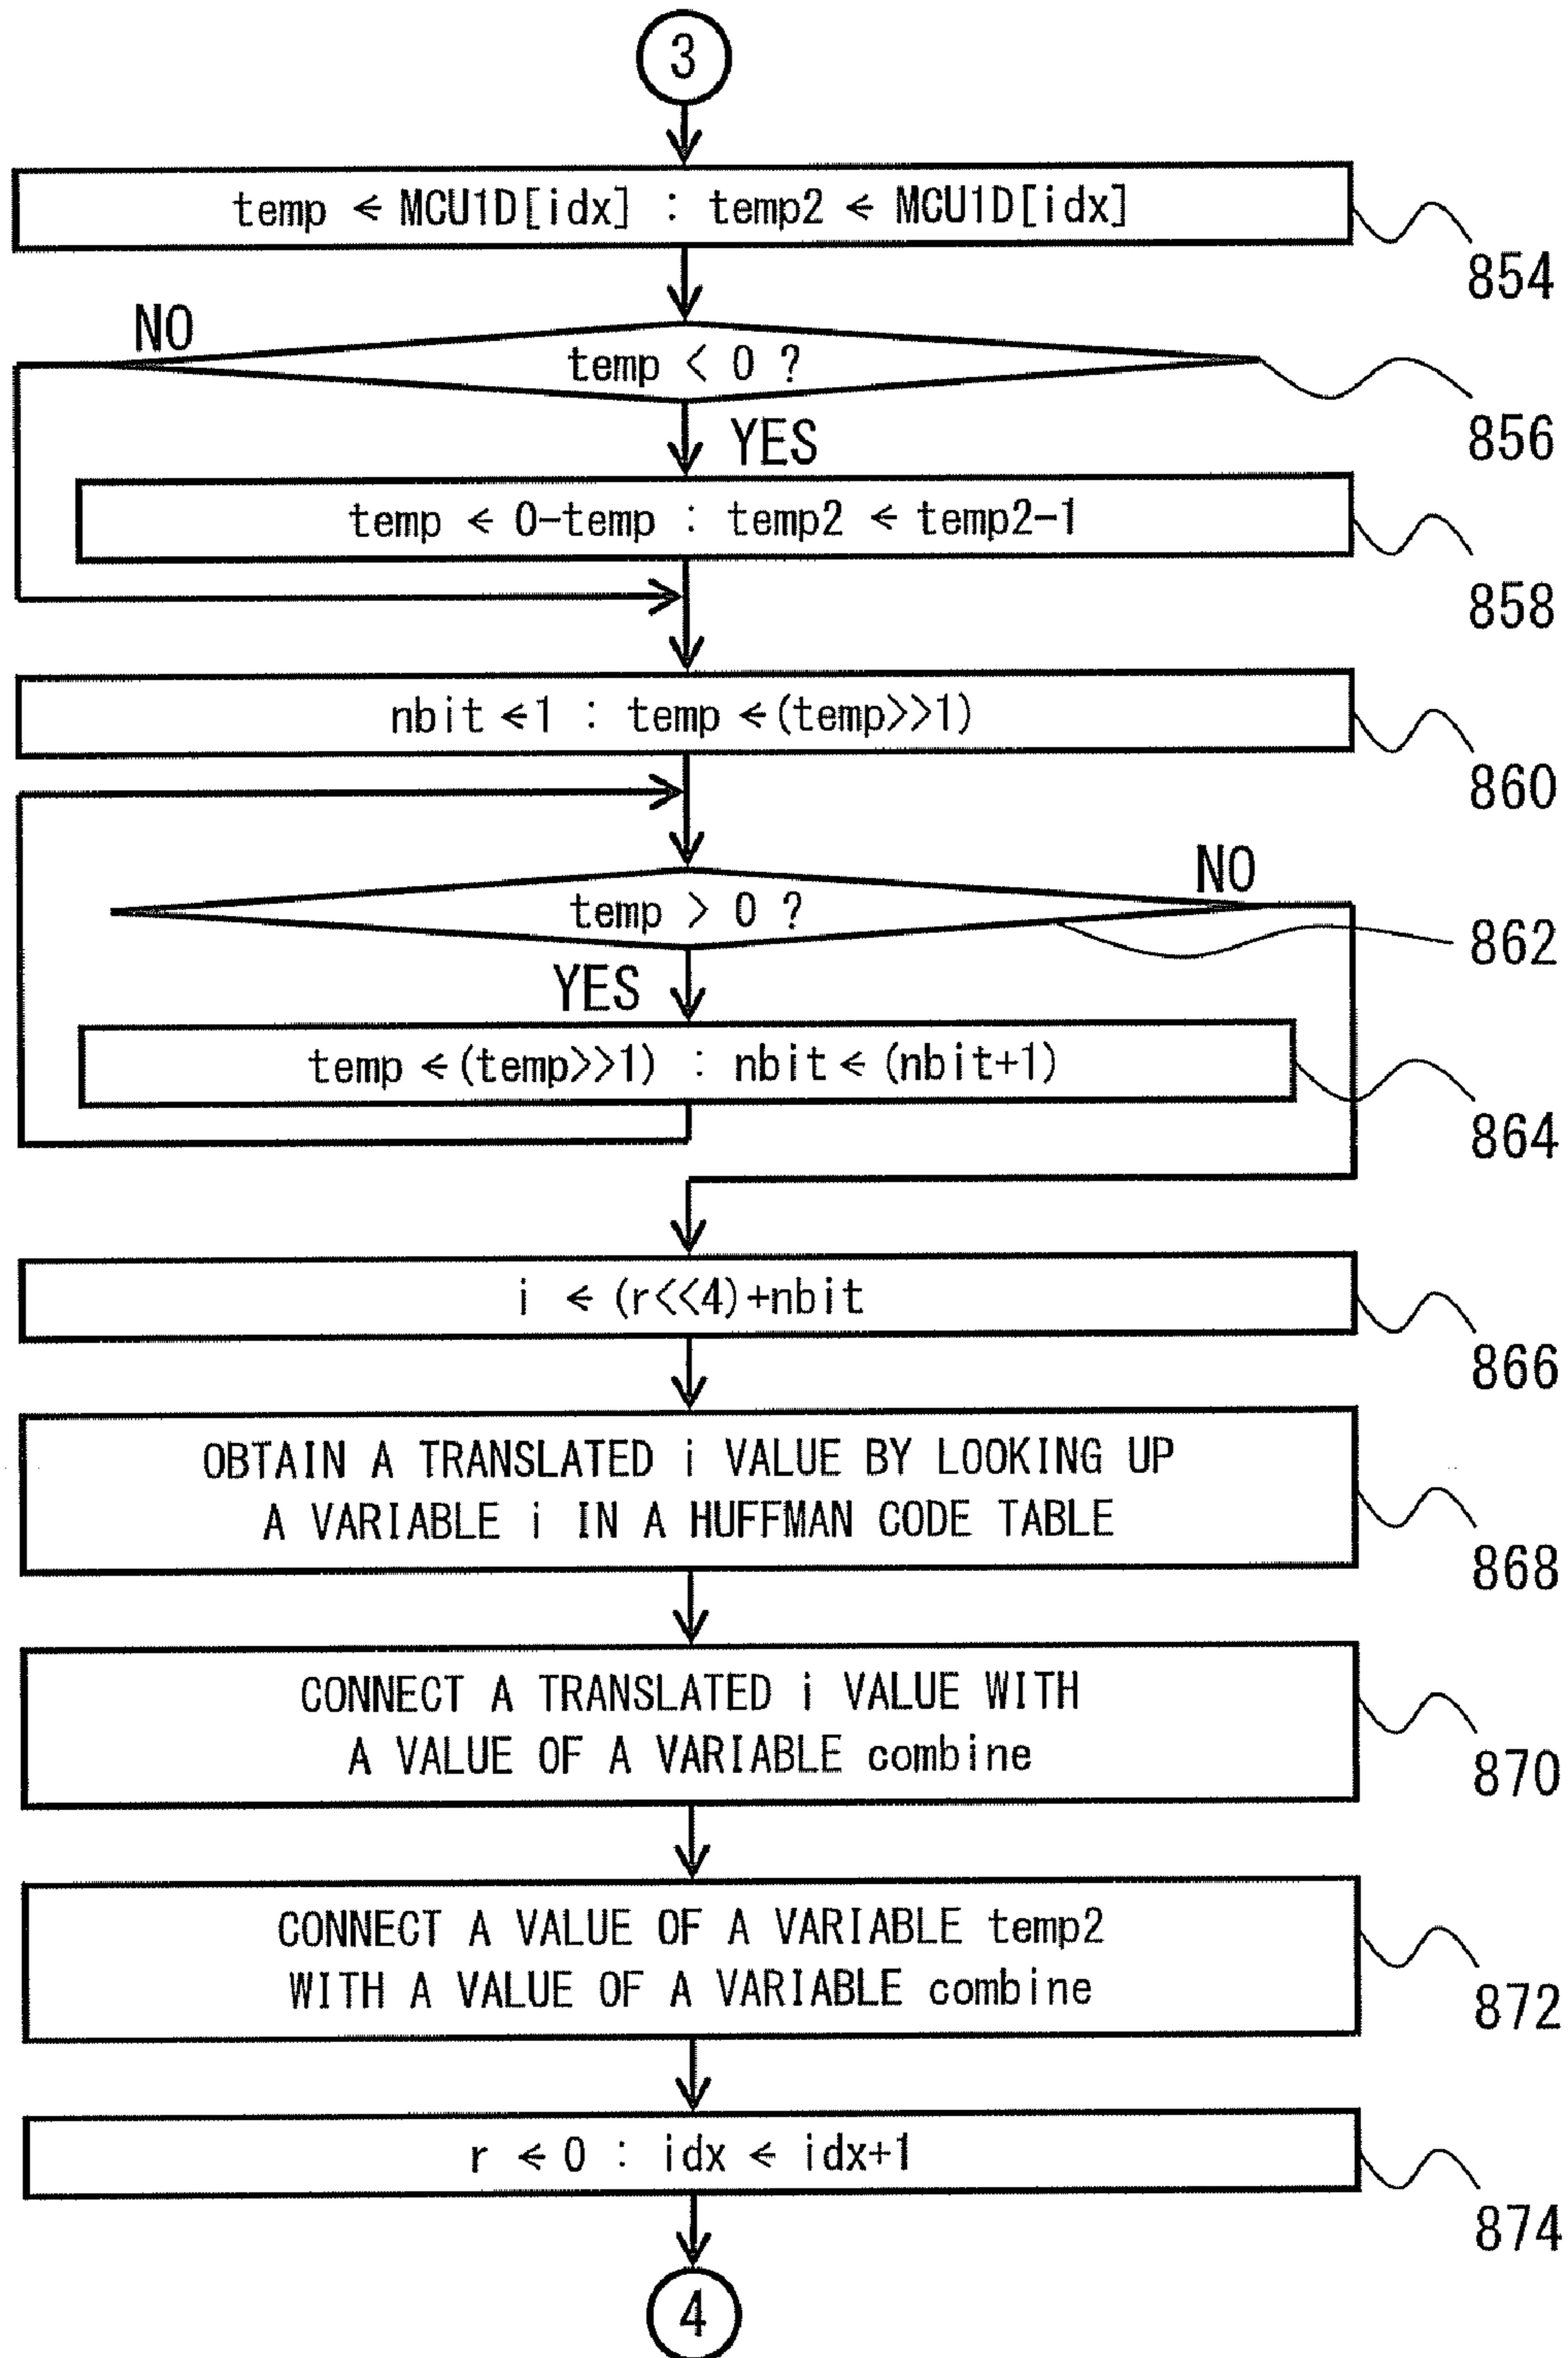 3
temp ← MCU1D[idx] : temp2 ← MCU1D[idx]
854
NO
temp < 0 ?
856
YES
temp ← 0-temp : temp2 ← temp2-1
858
nbit ←1 : temp ←(temp>>1)
860
NO
temp > 0 ?
862
YES
temp ←(temp>>1) : nbit← (nbit+1)
864
i ← (r<<4)+nbit
866
OBTAIN A TRANSLATED i VALUE BY LOOKING UP
A VARIABLE i IN A HUFFMAN CODE TABLE
868
CONNECT A TRANSLATED i VALUE WITH
A VALUE OF A VARIABLE combine
870
CONNECT A VALUE OF A VARIABLE temp2
WITH A VALUE OF A VARIABLE combine
872
r ← 0 : idx ← idx+1
874
4